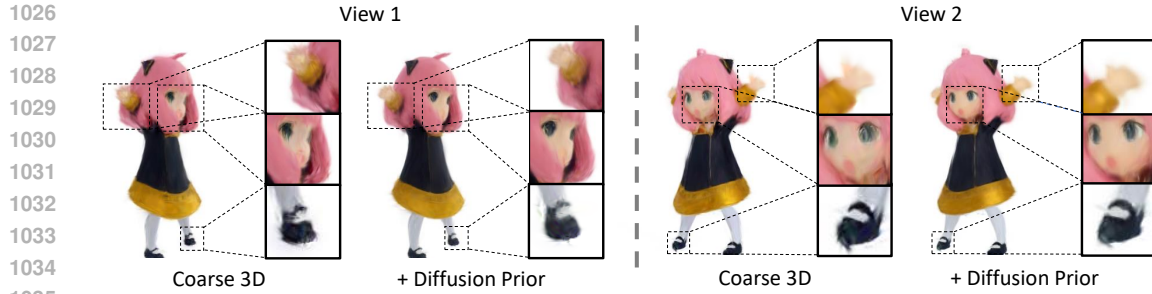 1026
View 1
View 2
1027
1028
1029
1030
1031
1032
1033
1034
Coarse 3D
+ Diffusion Prior
Coarse 3D
+ Diffusion Prior